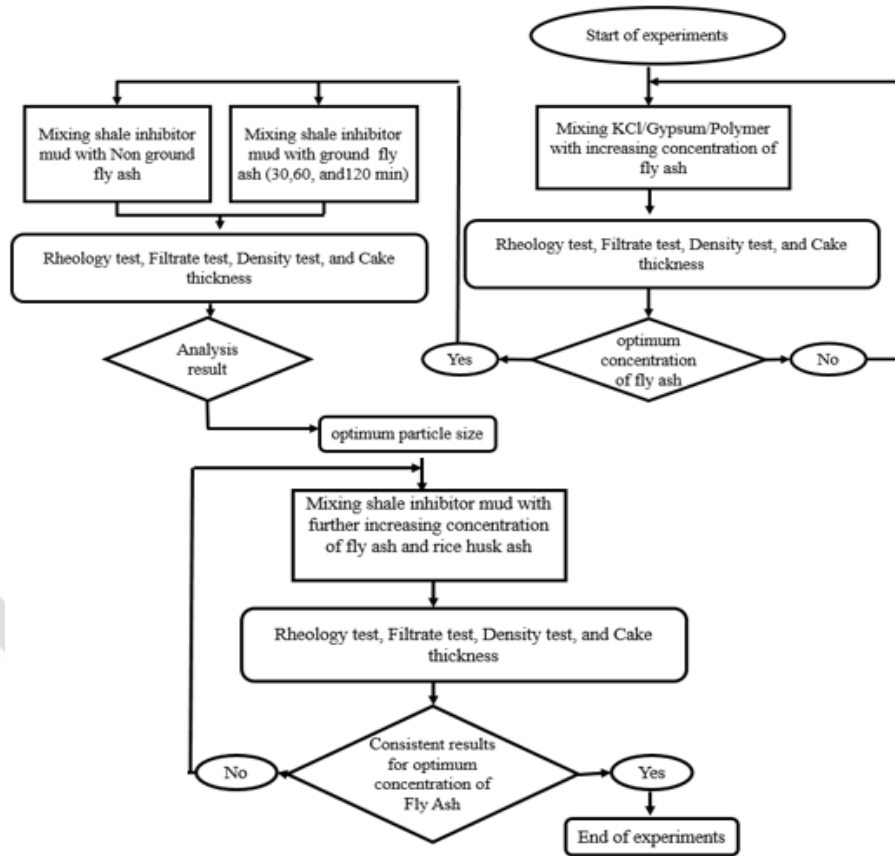 Start of experiments
Mixing KCl/Gypsum/Polymer
with increasing concentration of
fly ash
Rheology test, Filtrate test, Density test, and Cake
thickness
optimum
concentration
of fly ash
Yes
No
Mixing shale inhibitor
mud with Non ground
fly ash
Mixing shale inhibitor
mud with ground fly
ash (30,60, and120 min)
Rheology test, Filtrate test, Density test, and Cake
thickness
Analysis
result
optimum particle size
Mixing shale inhibitor mud with
further increasing concentration
of fly ash and rice husk ash
Rheology test, Filtrate test, Density test, and Cake
thickness
Consistent results
for optimum
concentration of
Fly Ash
No
Yes
End of experiments